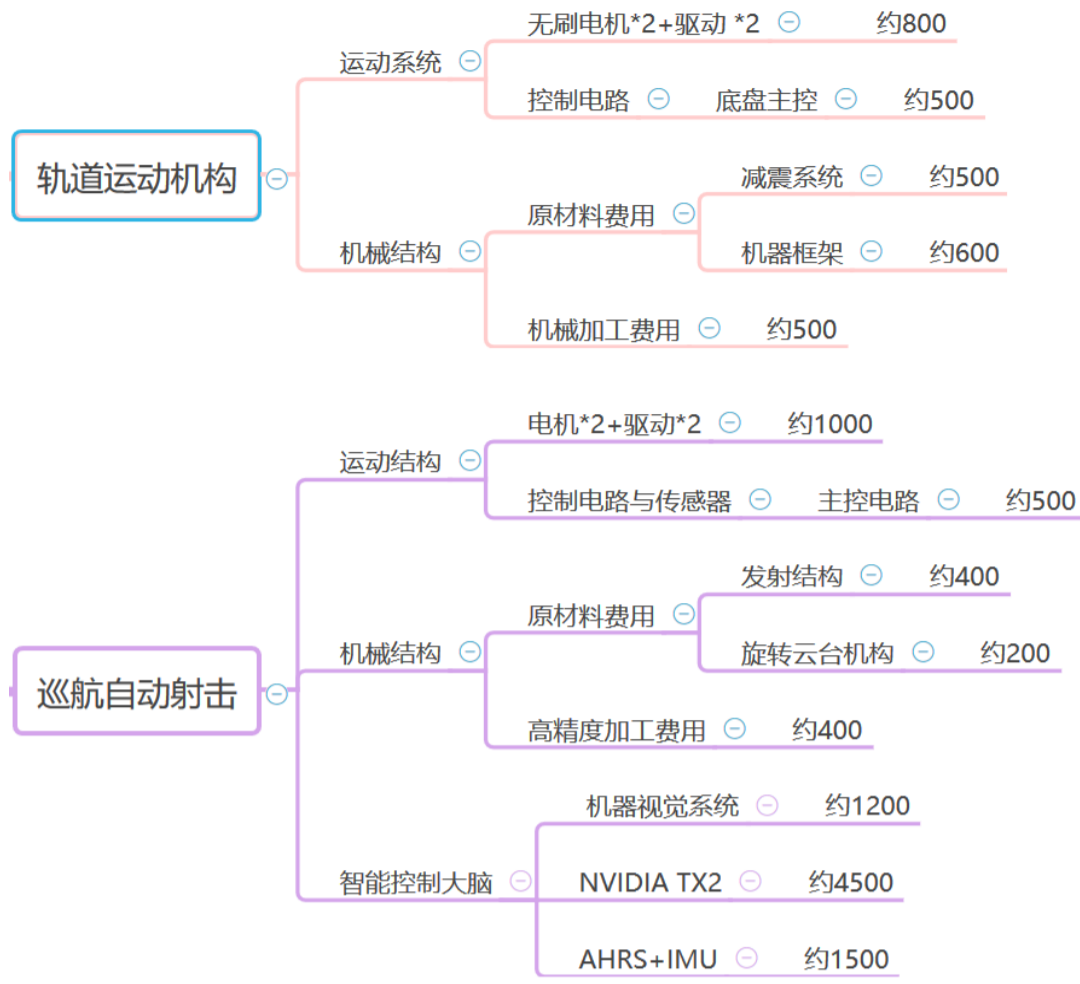 无刷电机*2+驱动 *2 约800
运动系统
控制电路 底盘主控 约500
轨道运动机构
减震系统 约500
原材料费用
机械结构
机器框架 约600
机械加工费用 约500
电机*2+驱动*2 约1000
运动结构
控制电路与传感器 主控电路 约500
发射结构 约400
原材料费用
机械结构
旋转云台机构 约200
巡航自动射击
高精度加工费用 约400
机器视觉系统 约1200
智能控制大脑
NVIDIA TX2 约4500
AHRS+IMU 约1500